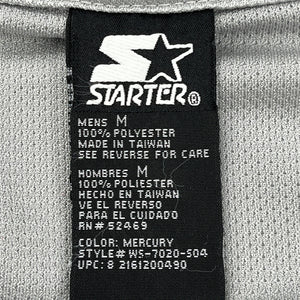 STARTER®
MENS M
100% POLYESTER
MADE IN TAIWAN
SEE REVERSE FOR CARE
HOMBRES M
100% POLIESTER
HECHO EN TAIWAN
VE EL REVERSO
PARA EL CUIDADO
RN# 52469
COLOR: MERCURY
STYLE# WS-7020-504
UPC: 8 2161200490